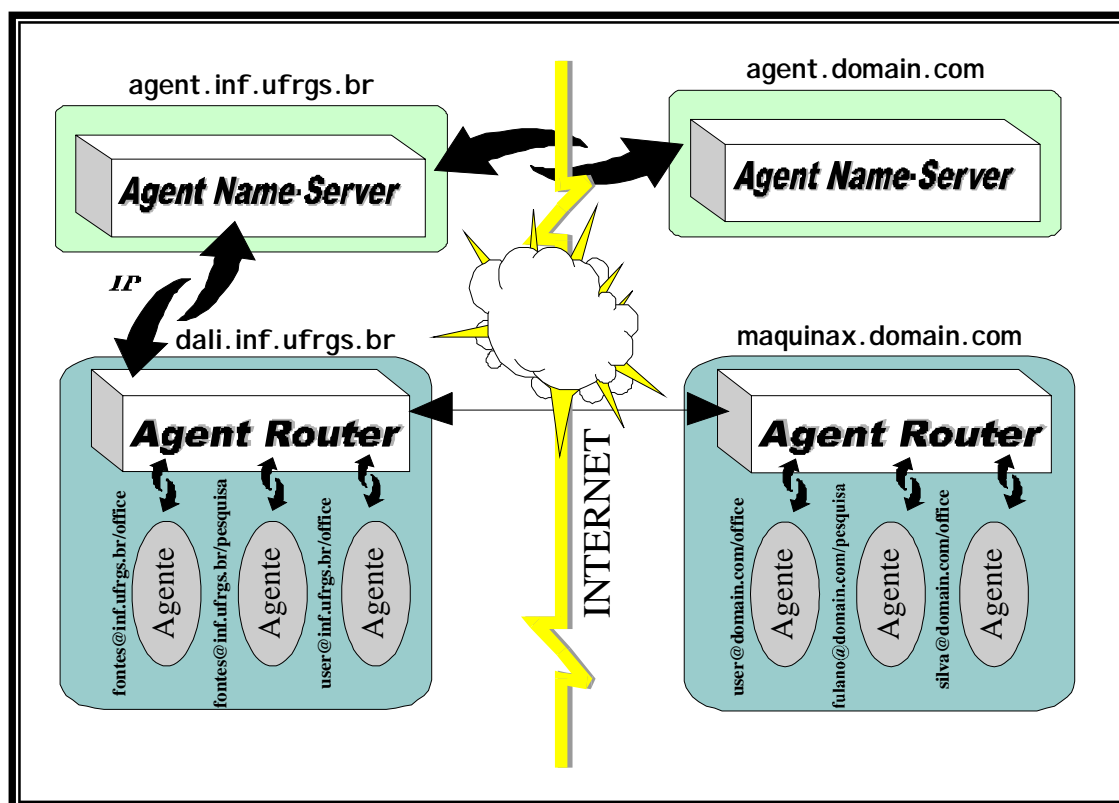 agent.inf.ufrgs.br
agent.domain.com
Agent Name-Server
Agent Name-Server
IP
dali.inf.ufrgs.br
maquinax.domain.com
Agent Router
Agent Router
INTERNET
fontes@inf.ufrgs.br/office
Agente
fontes@inf.ufrgs.br/pesquisa
Agente
user@inf.ufrgs.br/office
Agente
user@domain.com/office
Agente
fulano@domain.com/pesquisa
Agente
silva@domain.com/office
Agente